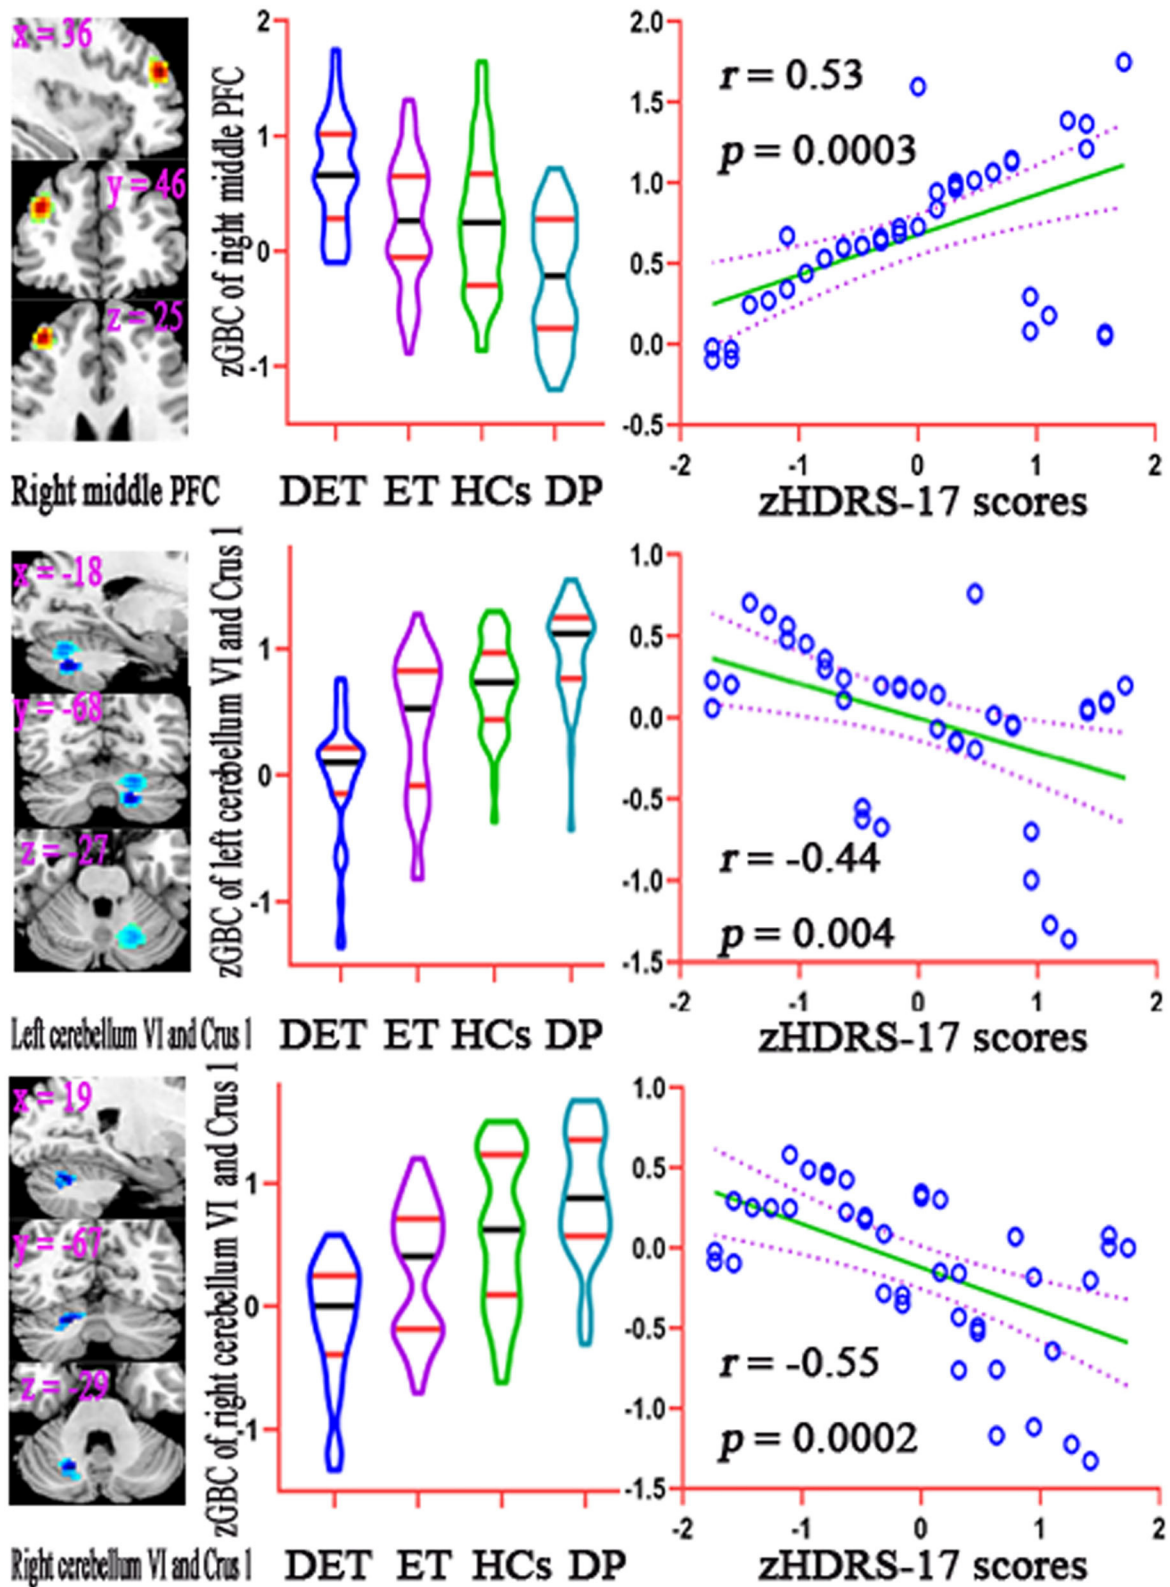 x = 36
y = 46
z = 25
Right middle PFC
zGBC of right middle PFC
2
1
0
-1
DET ET HCs DP
2.0
1.5
1.0
0.5
0.0
-0.5
r = 0.53
p = 0.0003
-2 -1 0 1 2
zHDRS-17 scores
x = -18
y = -68
z = -27
Left cerebellum VI and Crus 1
zGBC of left cerebellum VI and Crus 1
1
0
-1
DET ET HCs DP
1.0
0.5
0.0
-0.5
-1.0
-1.5
r = -0.44
p = 0.004
-2 -1 0 1 2
zHDRS-17 scores
x = 19
y = -67
z = -29
Right cerebellum VI and Crus 1
zGBC of right cerebellum VI and Crus 1
1
0
-1
DET ET HCs DP
1.0
0.5
0.0
-0.5
-1.0
-1.5
r = -0.55
p = 0.0002
-2 -1 0 1 2
zHDRS-17 scores